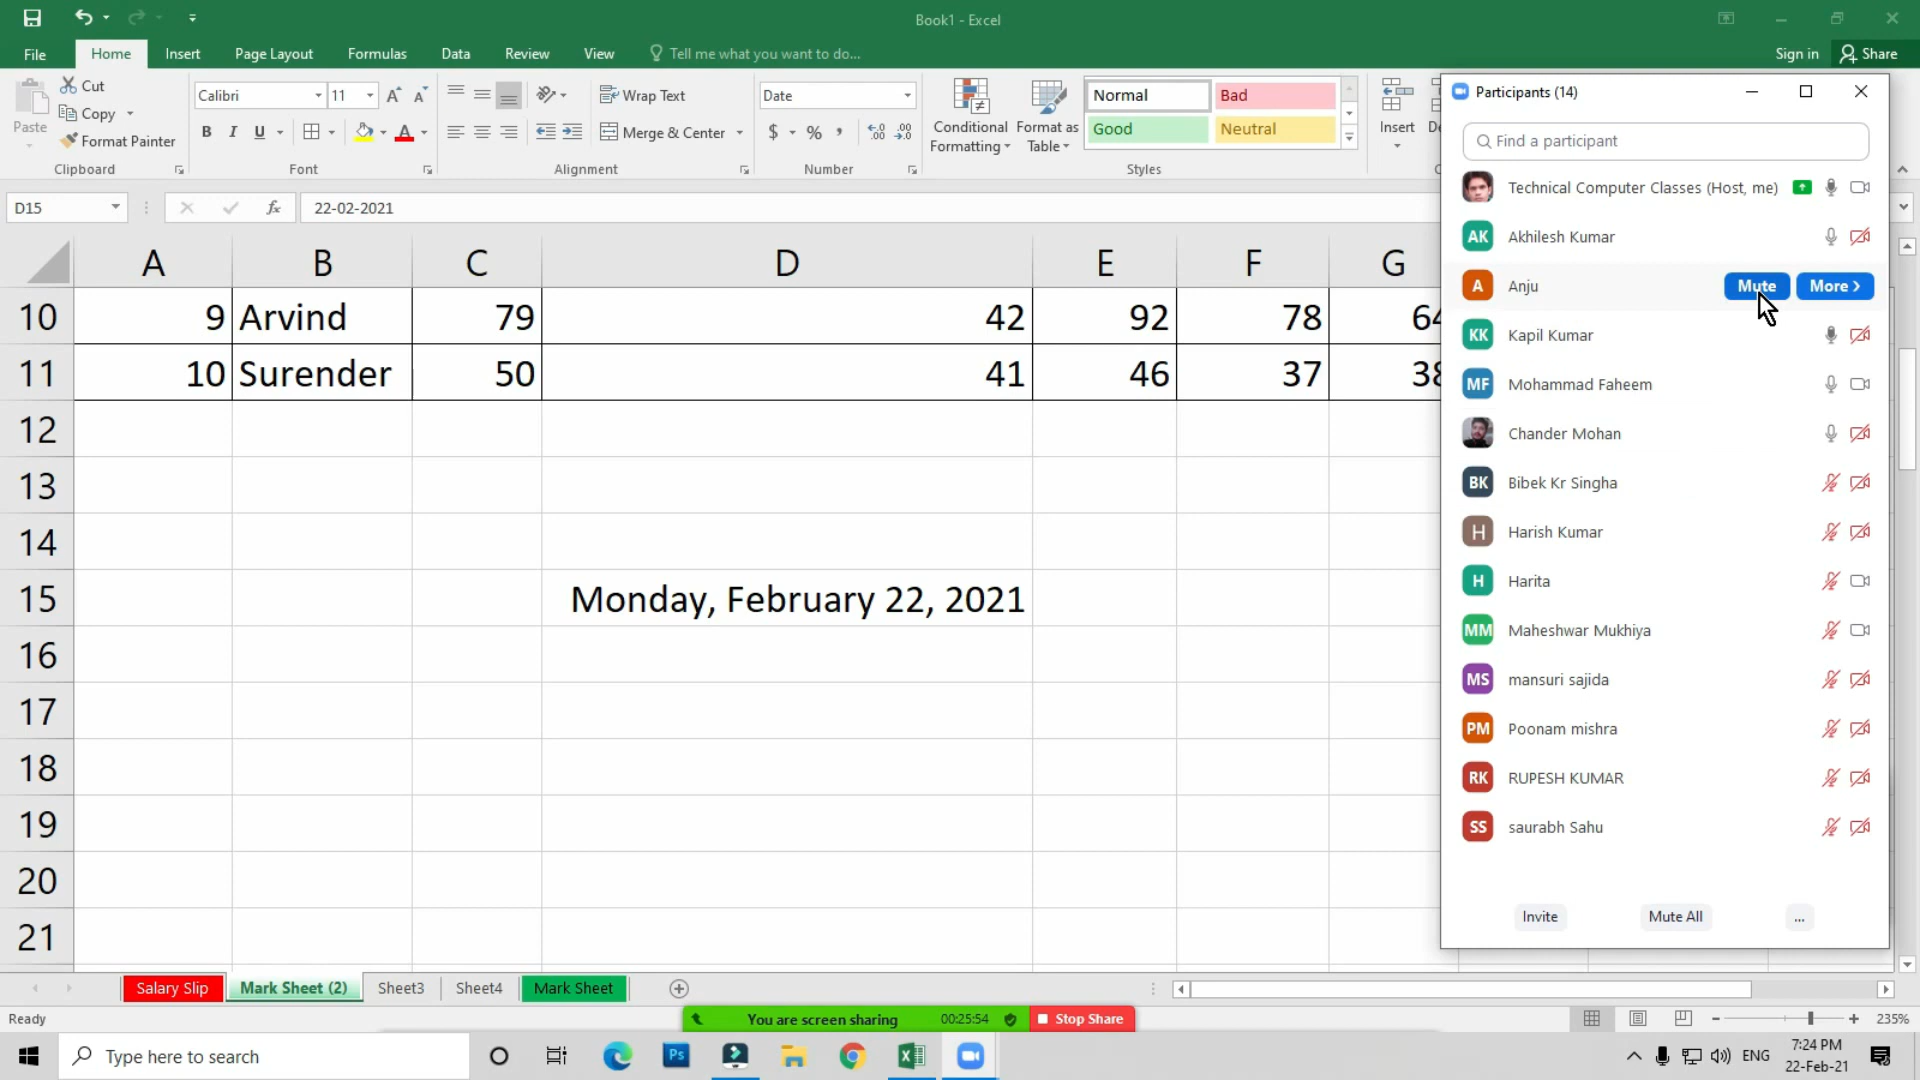 Book1 - Excel
File Home Insert Page Layout Formulas Data Review View Tell me what you want to do... Sign in Share
Paste Cut Copy Format Painter Clipboard
Calibri 11 B I U A Font
Wrap Text Merge & Center Alignment
Date $ % , Number
Conditional Formatting Format as Table
Normal Bad
Good Neutral
Styles
Insert
D15 fx 22-02-2021
A B C D E F G
10 9 Arvind 79 42 92 78
11 10 Surender 50 41 46 37
12
13
14
15 Monday, February 22, 2021
16
17
18
19
20
21
Participants (14)
Find a participant
Technical Computer Classes (Host, me)
AK Akhilesh Kumar
A Anju Mute More >
KK Kapil Kumar
MF Mohammad Faheem
Chander Mohan
BK Bibek Kr Singha
H Harish Kumar
H Harita
MM Maheshwar Mukhiya
MS mansuri sajida
PM Poonam mishra
RK RUPESH KUMAR
SS saurabh Sahu
Invite Mute All ...
Salary Slip Mark Sheet (2) Sheet3 Sheet4 Mark Sheet
Ready You are screen sharing 00:25:54 Stop Share 235%
Type here to search Ps ENG 7:24 PM
22-Feb-21